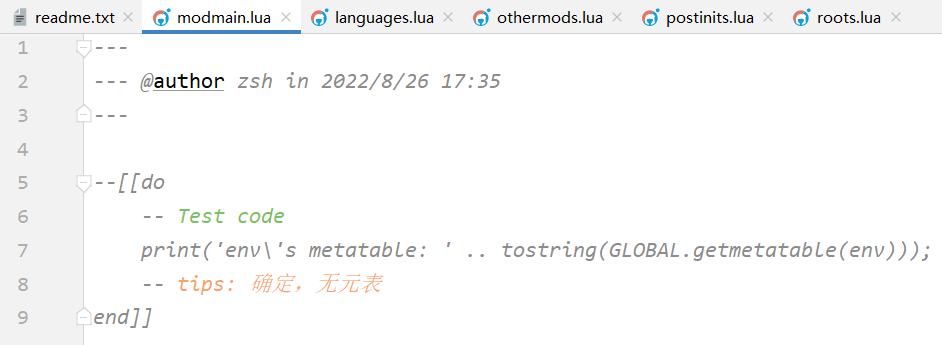 readme.txt modmain.lua languages.lua othermods.lua postinits.lua roots.lua
1 ---
2 --- @author zsh in 2022/8/26 17:35
3 ---
4
5 --[[do
6 -- Test code
7 print('env\'s metatable: ' .. tostring(GLOBAL.getmetatable(env)));
8 -- tips: 确定，无元表
9 end]]